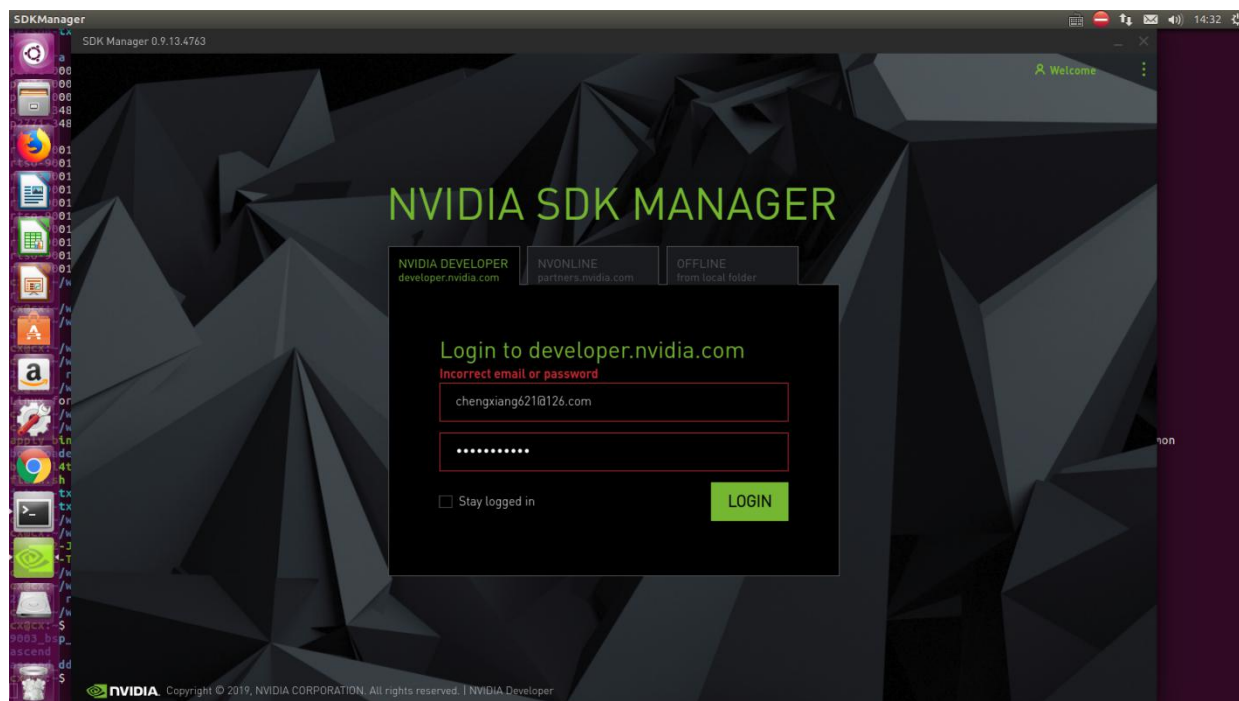 SDKManager
14:32
SDK Manager 0.9.13.4763
Welcome
NVIDIA SDK MANAGER
NVIDIA DEVELOPER
developer.nvidia.com
NVONLINE
partners.nvidia.com
OFFLINE
from local folder
Login to developer.nvidia.com
Incorrect email or password
chengxiang621@126.com
Stay logged in
LOGIN
NVIDIA. Copyright © 2019, NVIDIA CORPORATION. All rights reserved. | NVIDIA Developer